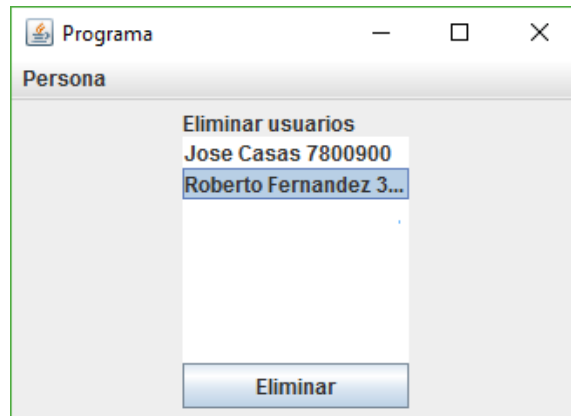 Programa
Persona
Eliminar usuarios
Jose Casas 7800900
Roberto Fernandez 3...
Eliminar